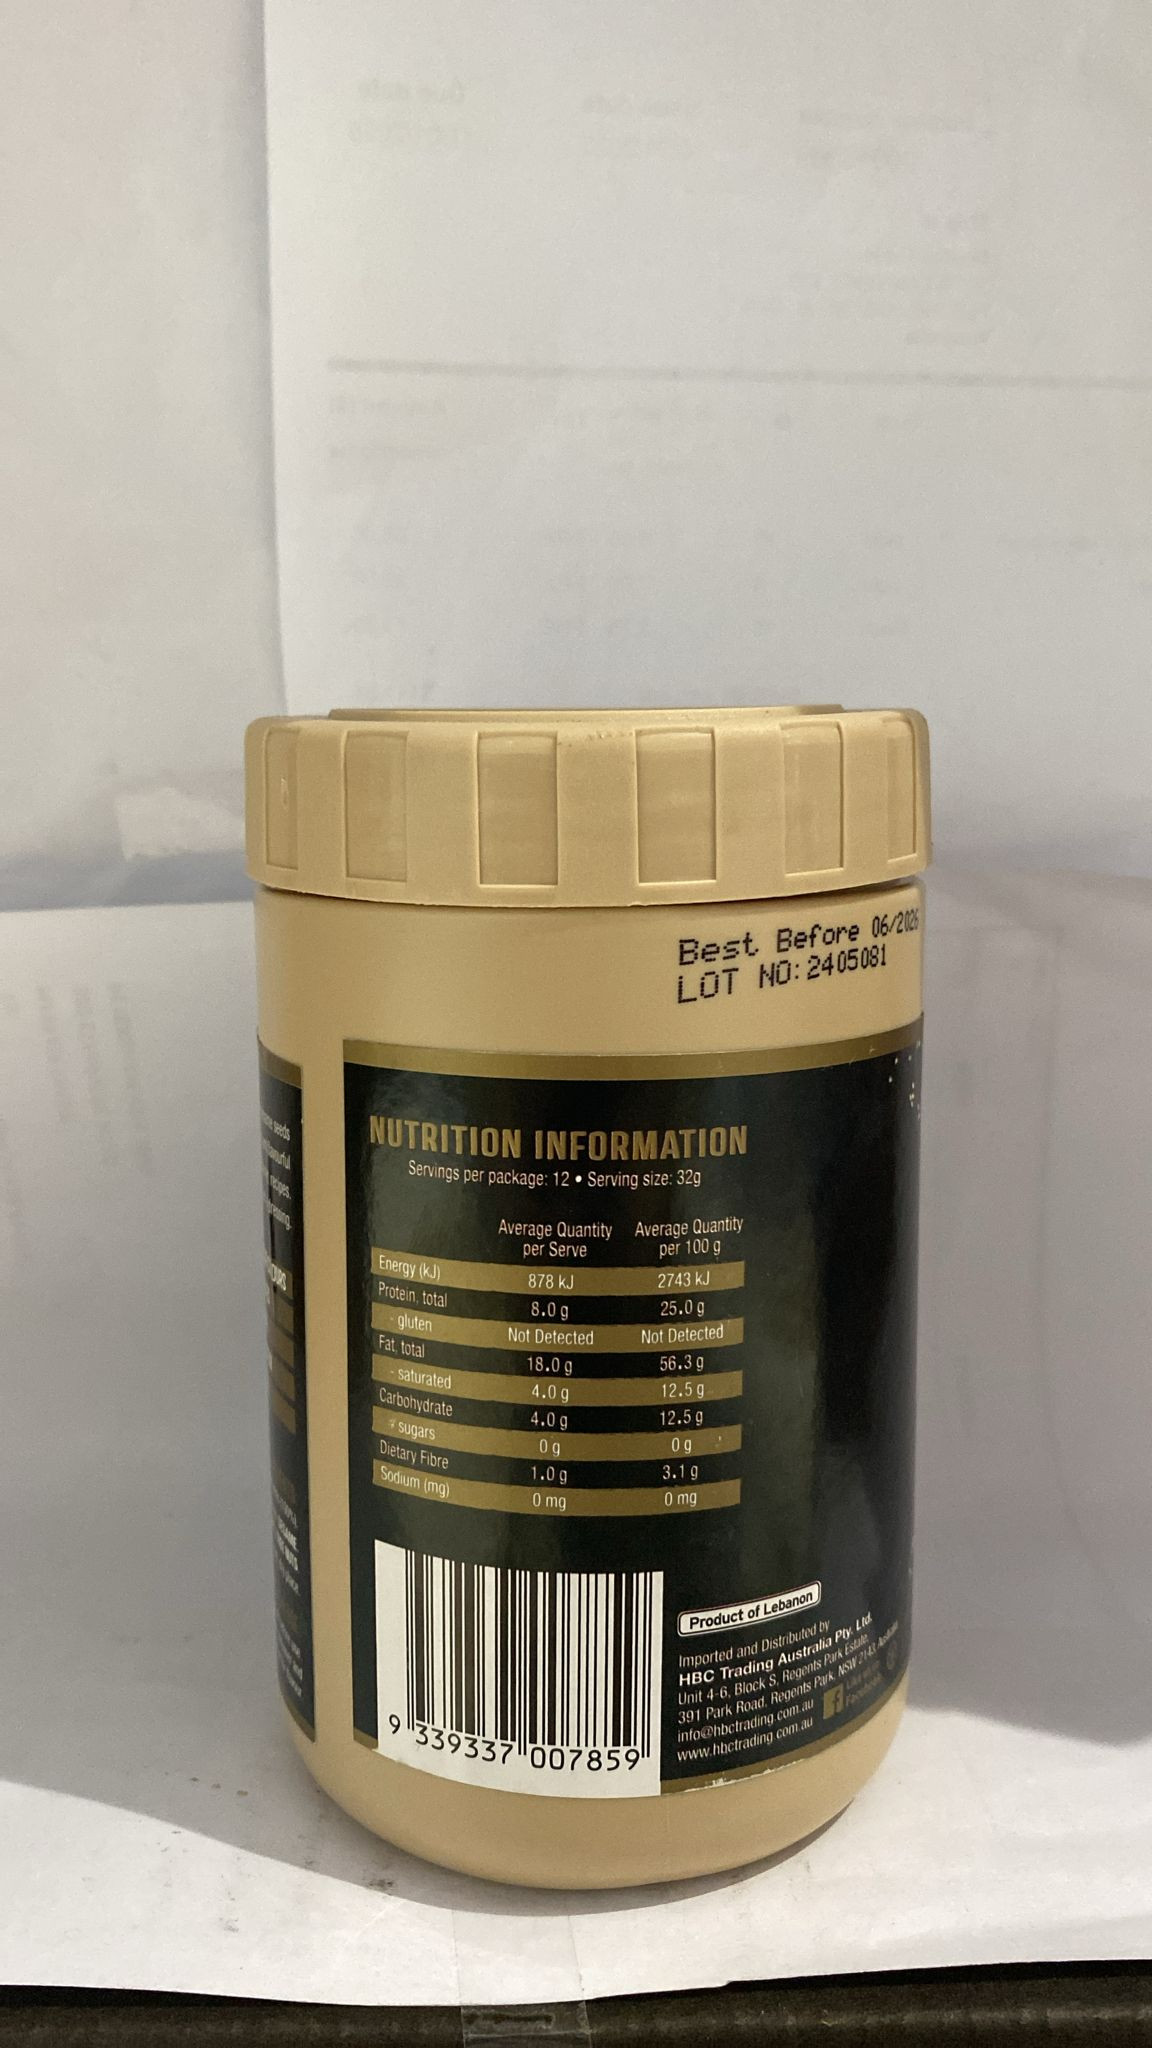 Best Before 06/2026
LOT NO: 2405081
seeds
recipes.
dressing.
NUTRITION INFORMATION
Servings per package: 12 • Serving size: 32g
Average Quantity per Serve Average Quantity per 100 g
Energy (kJ) 878 kJ 2743 kJ
Protein, total 8.0 g 25.0 g
- gluten Not Detected Not Detected
Fat, total 18.0 g 56.3 g
- saturated 4.0 g 12.5 g
Carbohydrate 4.0 g 12.5 g
- sugars 0 g 0 g
Dietary Fibre 1.0 g 3.1 g
Sodium (mg) 0 mg 0 mg
9 339337 007859
Product of Lebanon
Imported and Distributed by
HBC Trading Australia Pty. Ltd.
Unit 4-6, Block S, Regents Park Estate,
391 Park Road, Regents Park, NSW 2143, Australia
info@hbctrading.com.au
www.hbctrading.com.au